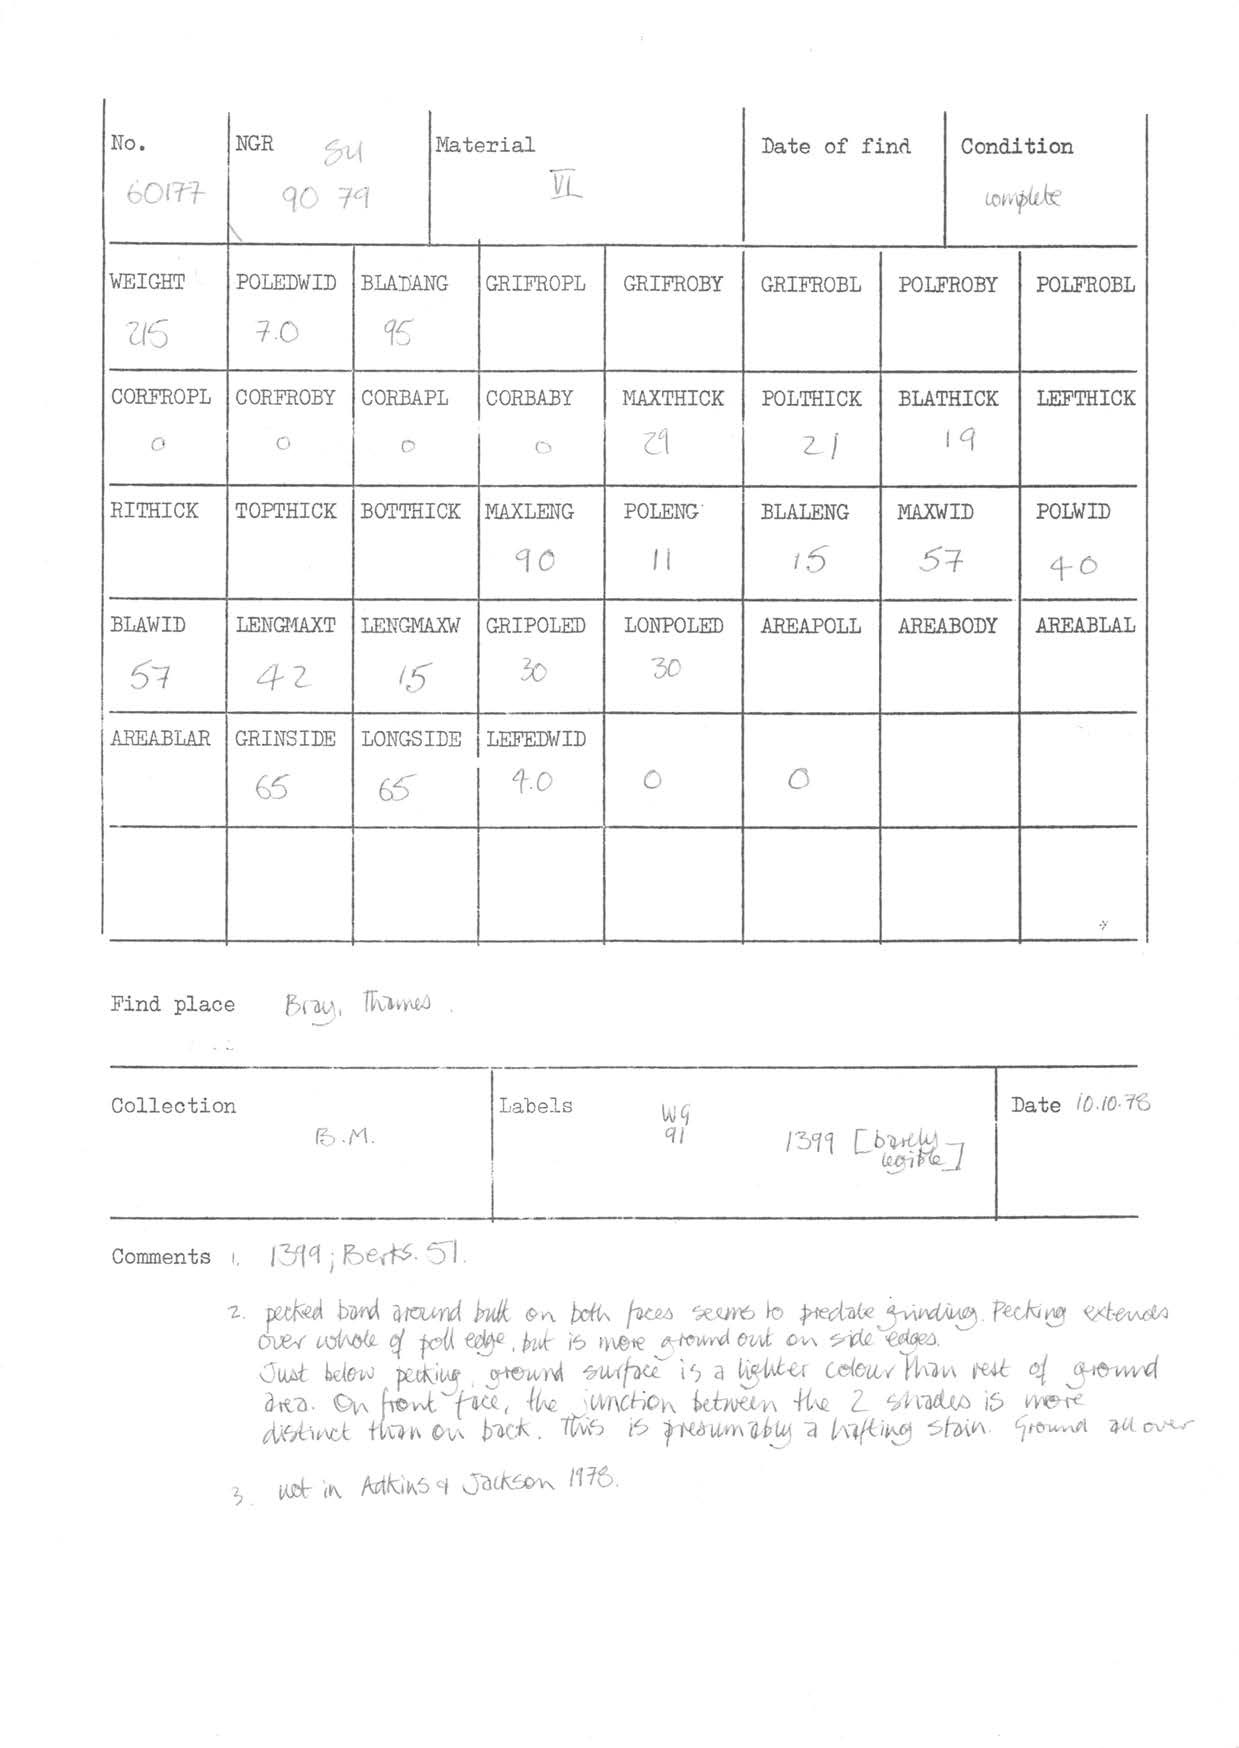 No. NGR SU Material Date of find Condition
60177 90 79 VI complete
WEIGHT POLEDWID BLADANG GRIFROPL GRIFROBY GRIFROBL POLFROBY POLFROBL
215 7.0 95
CORFROPL CORFROBY CORBAPL CORBABY MAXTHICK POLTHICK BLATHICK LEFTHICK
0 0 0 0 29 21 19
RITHICK TOPTHICK BOTTHICK MAXLENG POLENG BLALENG MAXWID POLWID
90 11 15 57 40
BLAWID LENGMAXT LENGMAXW GRIPOLED LONPOLED AREAPOLL AREABODY AREABLAL
57 42 15 30 30
AREABLAR GRINSIDE LONGSIDE LEFEDWID
65 65 4.0 0 0
Find place Bray, Thames.
Collection Labels WG Date 10.10.78
B.M. 91 1399 [barely
legible]
Comments 1. 1399; Berks. 51.
2. pecked band around butt on both faces seems to predate grinding. Pecking extends
over whole of poll edge, but is more ground out on side edges.
Just below pecking, ground surface is a lighter colour than rest of ground
area. On front face, the junction between the 2 shades is more
distinct than on back. This is presumably a hafting stain. Ground all over
3. not in Adkins & Jackson 1978.